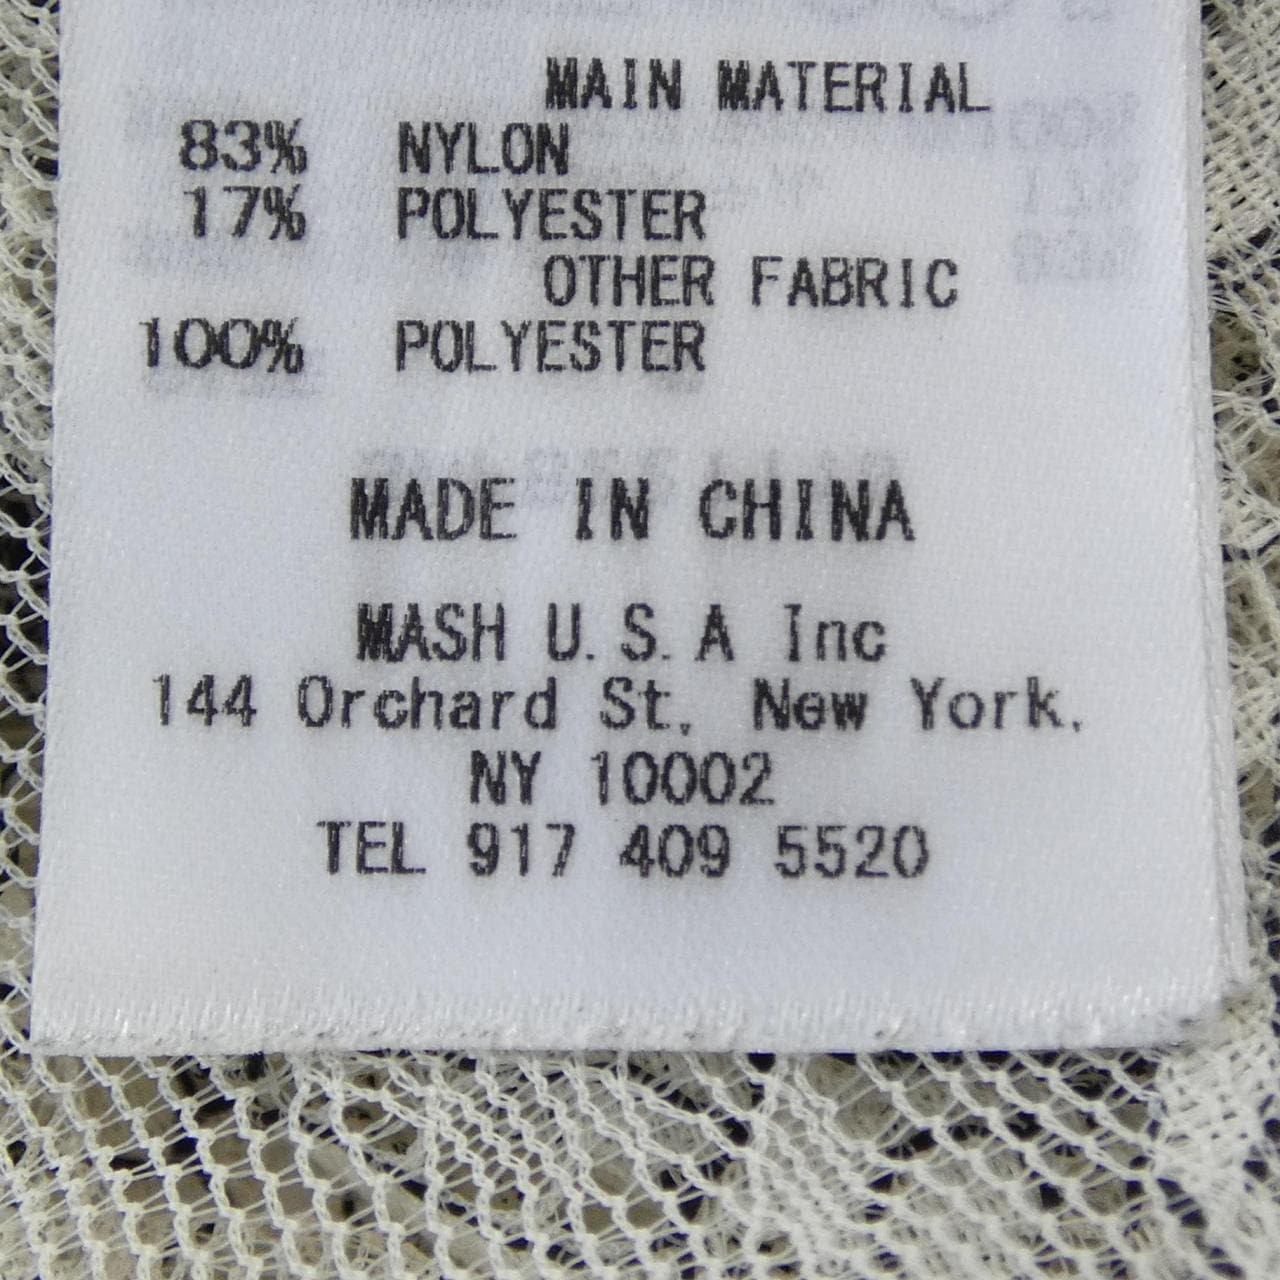 MAIN MATERIAL
83% NYLON
17% POLYESTER
OTHER FABRIC
100% POLYESTER
MADE IN CHINA
MASH U.S.A Inc
144 Orchard St, New York,
NY 10002
TEL 917 409 5520